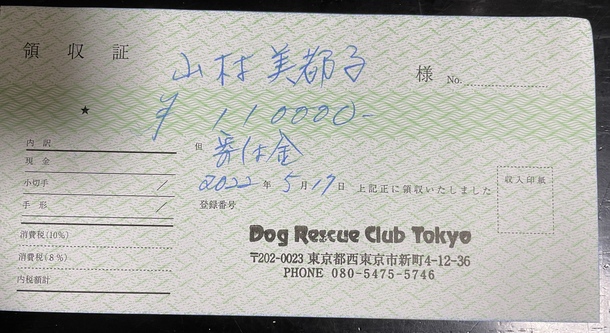 領収証
山村美都子 様 No.
★
¥110000-
内訳
但 寄付金
現金
小切手 /
2022年5月17日 上記正に領収いたしました
収入印紙
手形 /
登録番号
消費税(10%)
Dog Rescue Club Tokyo
消費税(8%)
〒202-0023 東京都西東京市新町4-12-36
内税額計
PHONE 080-5475-5746